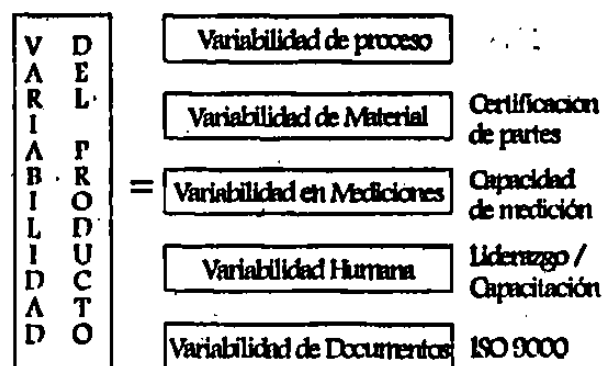 VARIABILIDAD
DEL PRODUCTO
=
Variabilidad de proceso
Variabilidad de Material
Certificacion
de partes
Variabilidad en Mediciones
Capacidad
de medición
Variabilidad Humana
Liderazgo /
Capacitación
Variabilidad de Documentos
ISO 9000